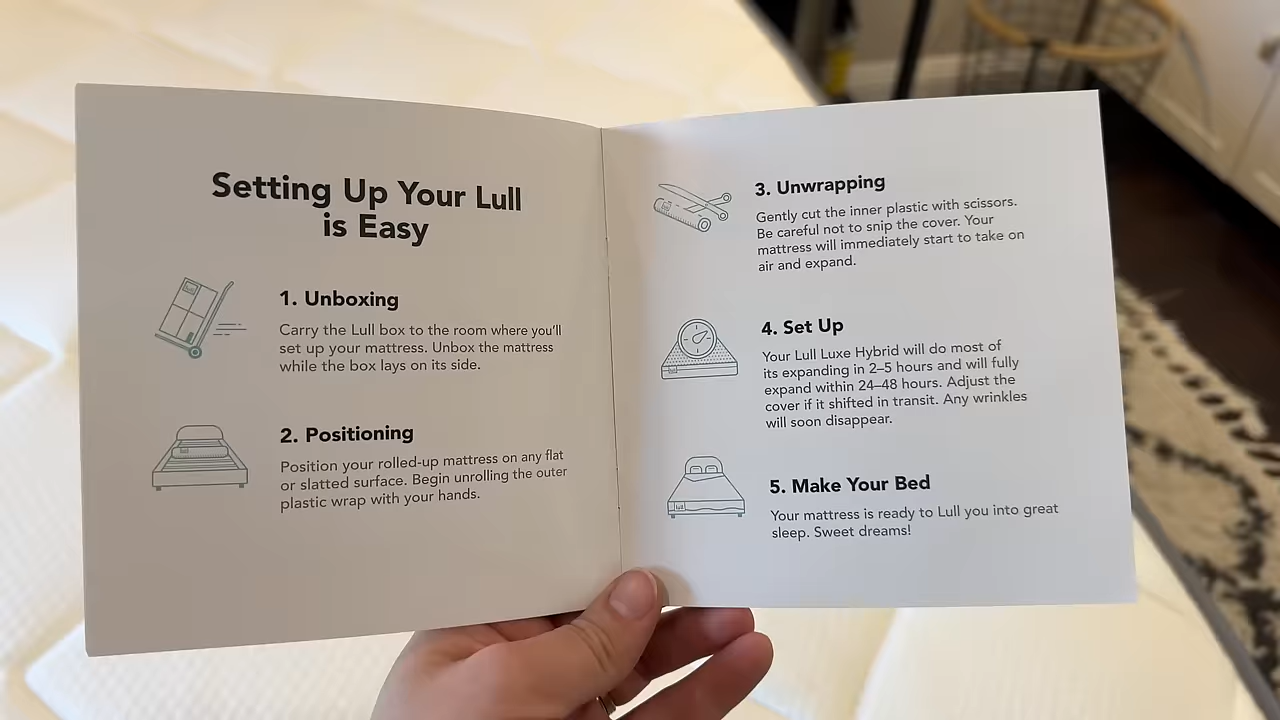 Setting Up Your Lull
is Easy
1. Unboxing
Carry the Lull box to the room where you'll
set up your mattress. Unbox the mattress
while the box lays on its side.
2. Positioning
Position your rolled-up mattress on any flat
or slatted surface. Begin unrolling the outer
plastic wrap with your hands.
3. Unwrapping
Gently cut the inner plastic with scissors.
Be careful not to snip the cover. Your
mattress will immediately start to take on
air and expand.
4. Set Up
Your Lull Luxe Hybrid will do most of
its expanding in 2–5 hours and will fully
expand within 24–48 hours. Adjust the
cover if it shifted in transit. Any wrinkles
will soon disappear.
5. Make Your Bed
Your mattress is ready to Lull you into great
sleep. Sweet dreams!